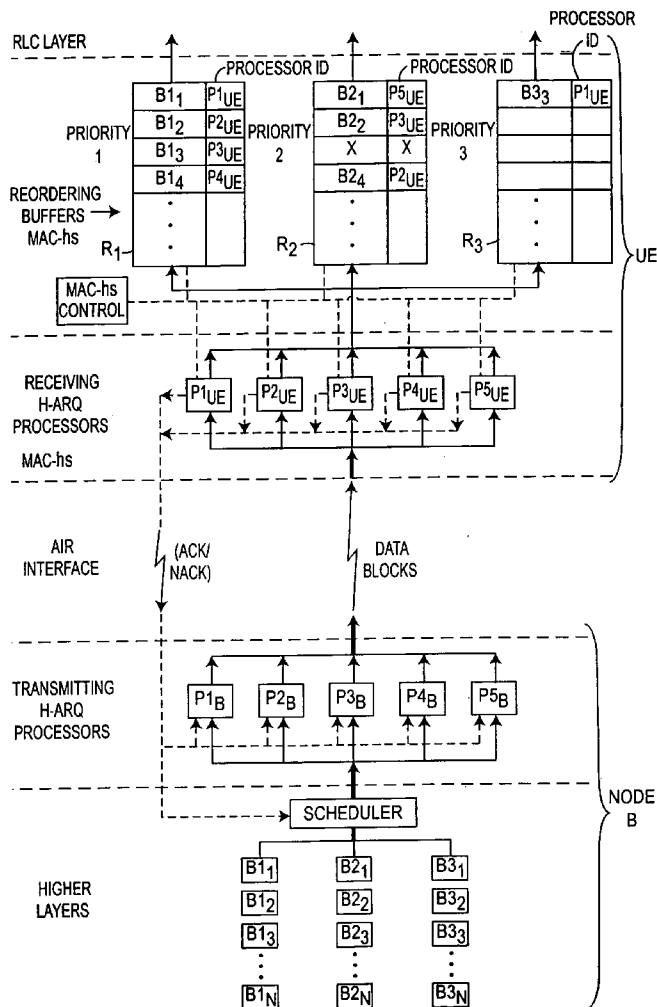 PROCESSOR ID
RLC LAYER
PROCESSOR ID
PROCESSOR ID
PRIORITY 1
B1₁ P1UE
B1₂ P2UE
B1₃ P3UE
B1₄ P4UE
R₁
PRIORITY 2
B2₁ P5UE
B2₂ P3UE
X X
B2₄ P2UE
R₂
PRIORITY 3
B3₃ P1UE
R₃
REORDERING BUFFERS MAC-hs
UE
MAC-hs CONTROL
RECEIVING H-ARQ PROCESSORS
MAC-hs
P1UE P2UE P3UE P4UE P5UE
AIR INTERFACE
(ACK/ NACK)
DATA BLOCKS
TRANSMITTING H-ARQ PROCESSORS
P1B P2B P3B P4B P5B
NODE B
SCHEDULER
HIGHER LAYERS
B1₁ B2₁ B3₁
B1₂ B2₂ B3₂
B1₃ B2₃ B3₃
B1N B2N B3N